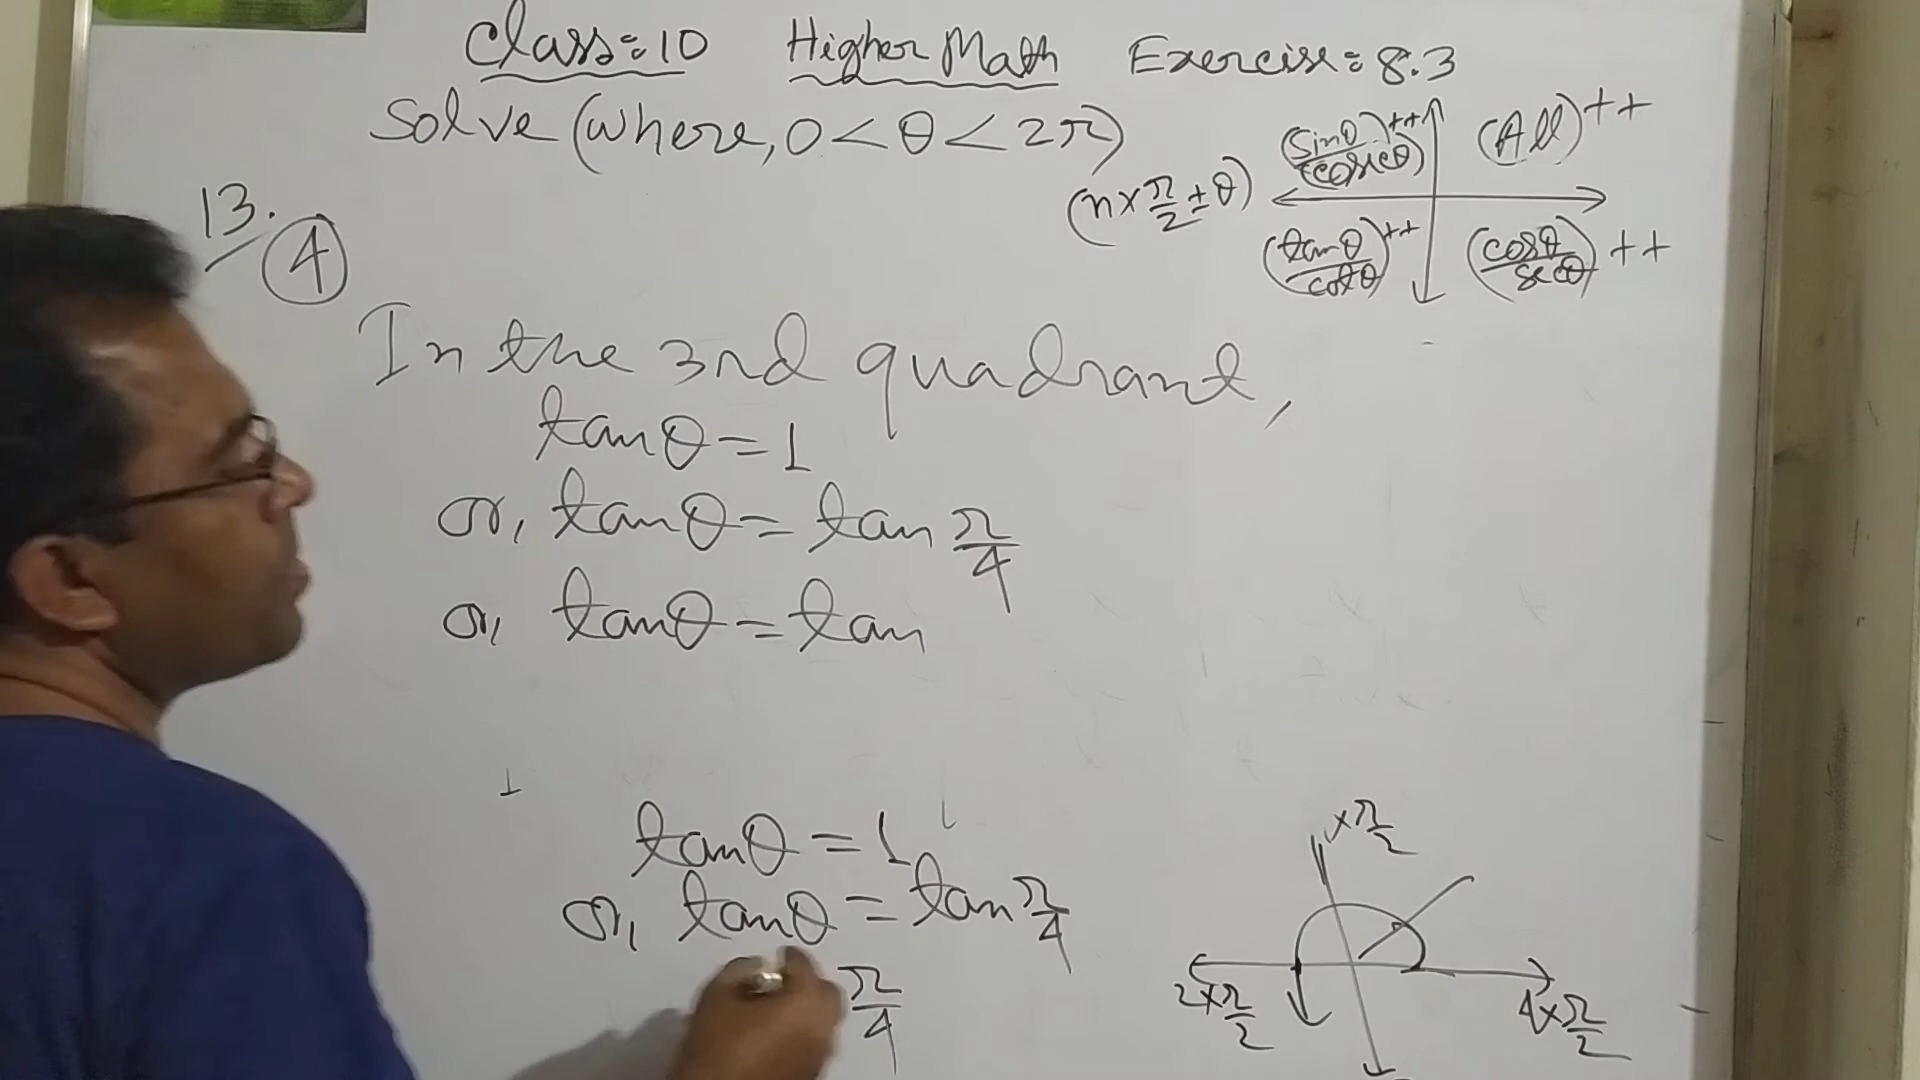 Class:10 Higher Math Exercise: 8.3
Solve (where, 0<θ<2π)
(sinθ/cosecθ)++ (All)++
(n×π/2±θ)
(tanθ/cotθ)++ (cosθ/secθ)++
13. 4
In the 3rd quadrant,
tanθ=1
or, tanθ=tan π/4
or, tanθ=tan
tanθ=1
or, tanθ=tan π/4
π/4
×π/2
2×π/2
4×π/2